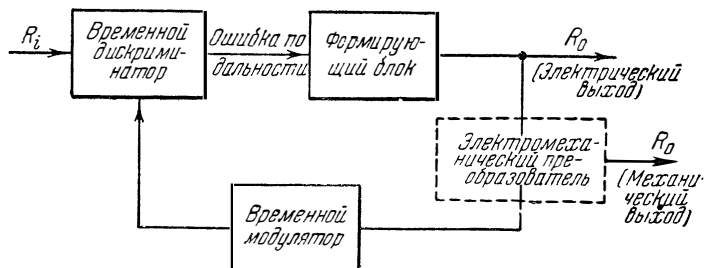 R_i
Временной
дискрими-
натор
Ошибка по
дальности
Формирую-
щий блок
R_0
(Электрический
выход)
Электромеха-
нический пре-
образователь
R_0
(Механи-
ческий
выход)
Временной
модулятор